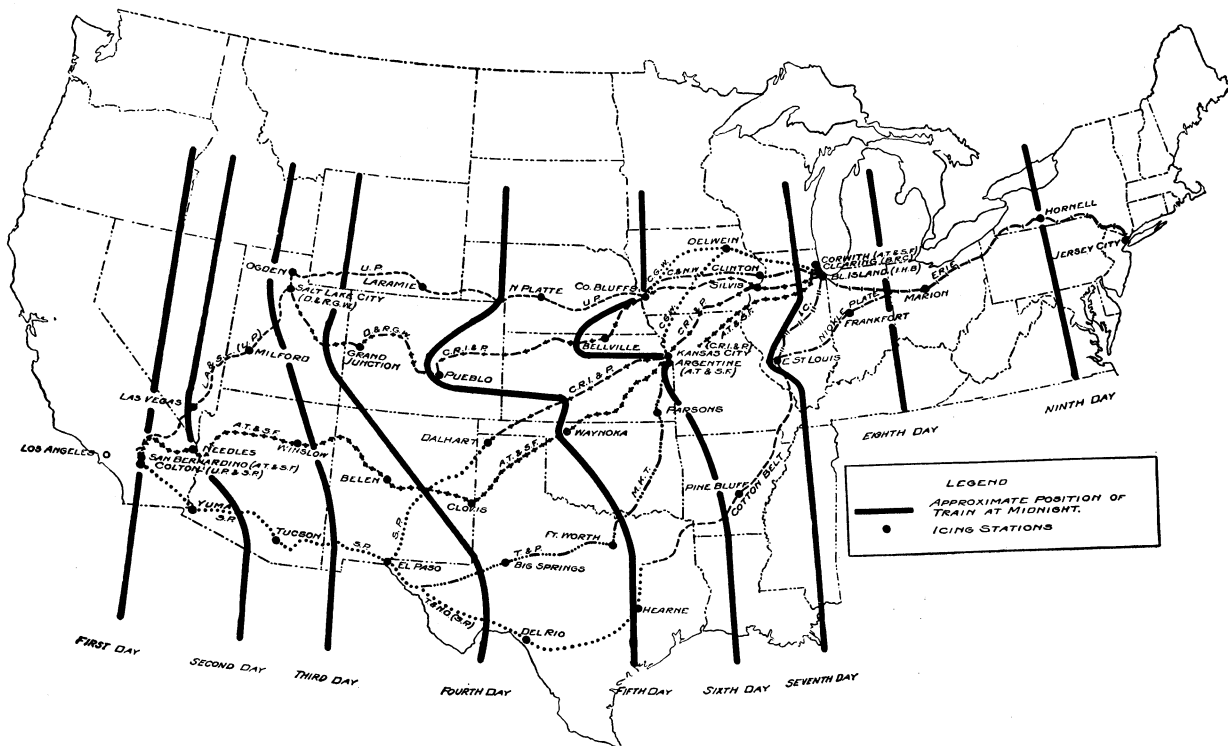 HORNELL
JERSEY CITY
OELWEIN
CORWITH (A.T. & S.F.)
CLEARING (B.R.C.)
BL. ISLAND (I.H.B)
C.G.W.
C.& N.W.
CLINTON
SILVIS
OGDEN
U.P.
LARAMIE
SALT LAKE CITY
(D.& R.G.W.)
N PLATTE
CO. BLUFFS
U.P.
ERIE
MARION
NICKLE PLATE
FRANKFORT
I.C.
C.G.W.
C.R.I.& P.
A.T.& S.F.
D.& R.G.W.
MILFORD
L.A.& S.L. (U.P.)
GRAND
JUNCTION
C.R.I.& P.
BELLVILLE
(C.R.I.& P.)
KANSAS CITY
ARGENTINE
(A.T & S.F.)
E ST LOUIS
PUEBLO
C.R.I.& P.
LAS VEGAS
PARSONS
NINTH DAY
A.T.& S.F.
WINSLOW
DALHART
A.T.& S.F.
WAYNOKA
EIGHTH DAY
LOS ANGELES
NEEDLES
SAN BERNARDINO (A.T.& S.F.)
COLTON (U.P.& S.P.)
BELEN
CLOVIS
M.K.T.
PINE BLUFF
COTTON BELT
LEGEND
APPROXIMATE POSITION OF
TRAIN AT MIDNIGHT.
ICING STATIONS
YUMA
S.P.
TUCSON
S.P.
S.P.
EL PASO
T.& P.
BIG SPRINGS
FT. WORTH
T.& N.O. (S.P.)
DEL RIO
HEARNE
FIRST DAY
SECOND DAY
THIRD DAY
FOURTH DAY
FIFTH DAY
SIXTH DAY
SEVENTH DAY